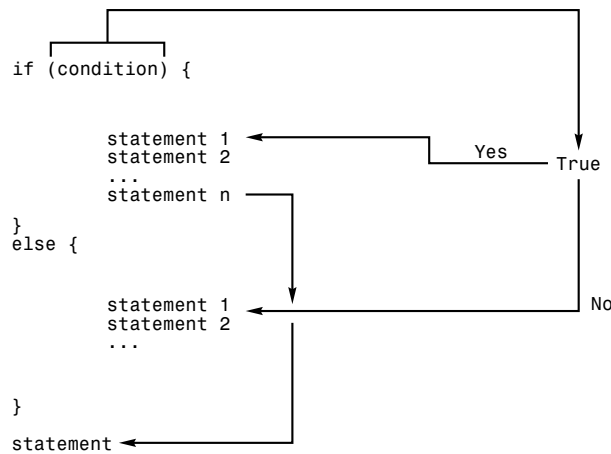 if (condition) {
statement 1
Yes
statement 2
True
...
statement n
}
else {
statement 1
No
statement 2
...
}
statement